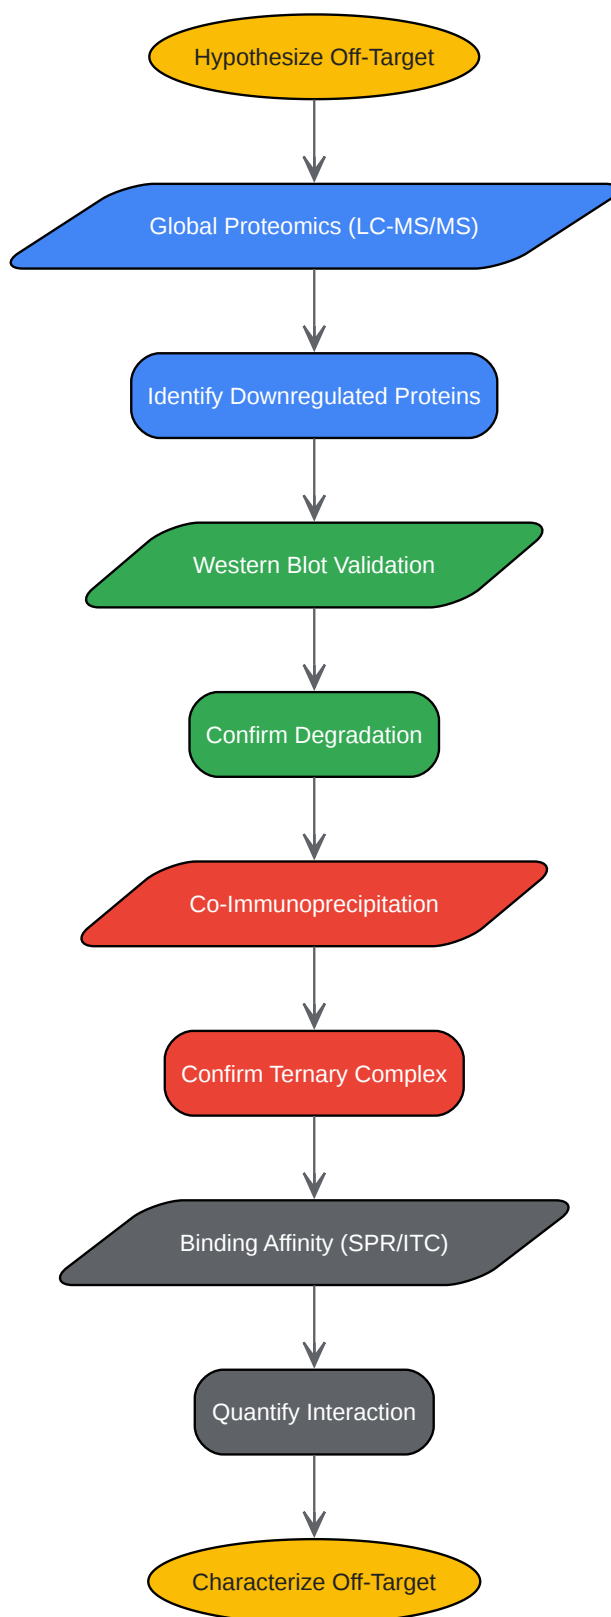 Hypothesize Off-Target
Global Proteomics (LC-MS/MS)
Identify Downregulated Proteins
Western Blot Validation
Confirm Degradation
Co-Immunoprecipitation
Confirm Ternary Complex
Binding Affinity (SPR/ITC)
Quantify Interaction
Characterize Off-Target